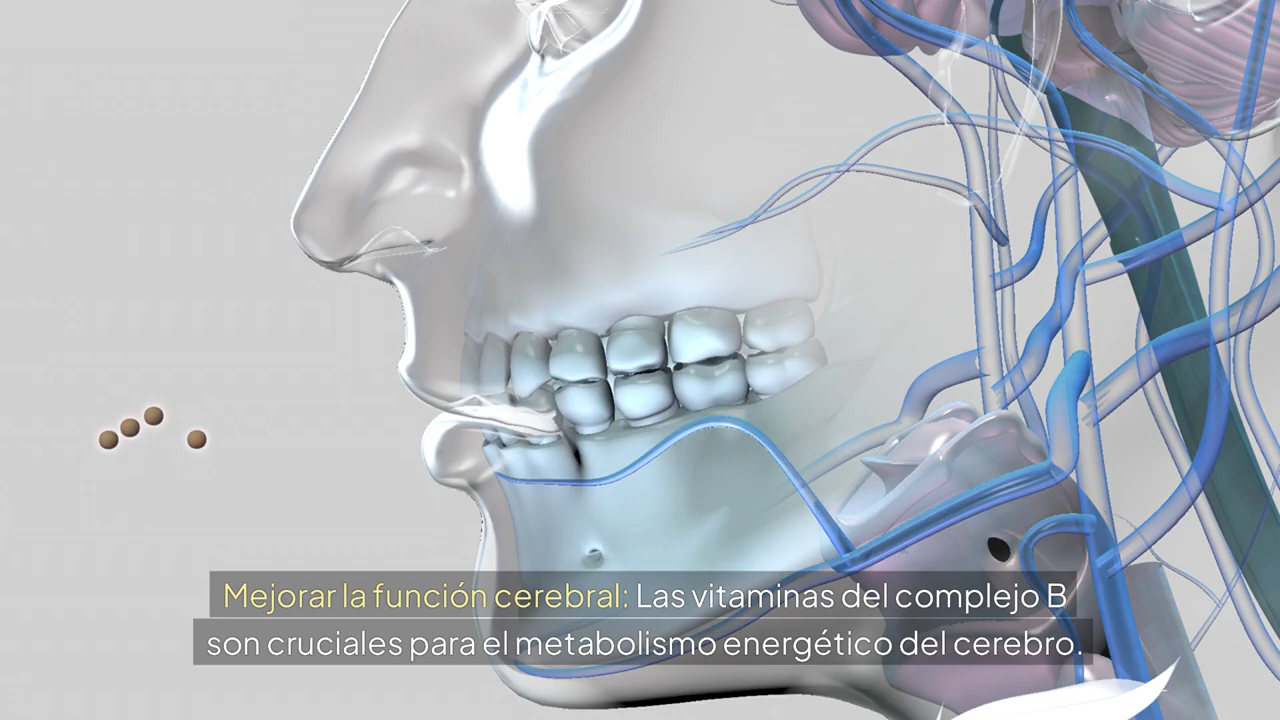 Mejorar la función cerebral: Las vitaminas del complejo B
son cruciales para el metabolismo energético del cerebro.